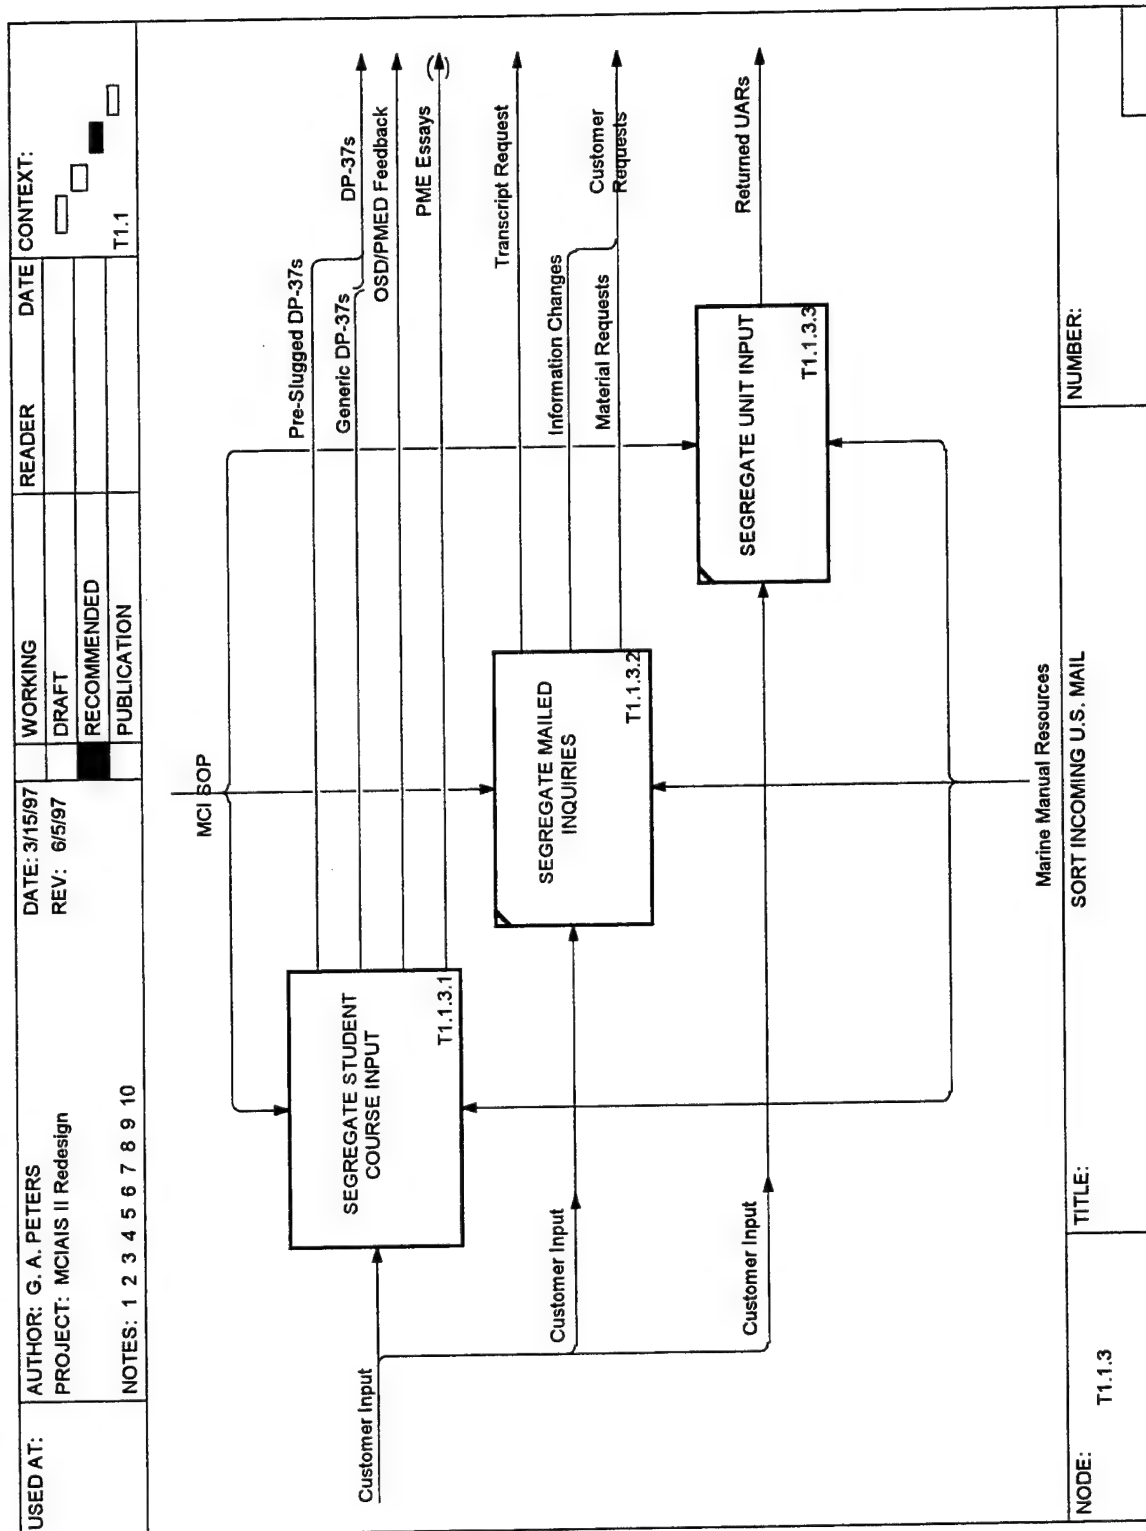 USED AT:
AUTHOR: G. A. PETERS
PROJECT: MCIAIS II Redesign
NOTES: 1 2 3 4 5 6 7 8 9 10
DATE: 3/15/97
REV: 6/5/97
WORKING
DRAFT
RECOMMENDED
PUBLICATION
READER
DATE
CONTEXT:
T1.1
MCI SOP
Pre-Slugged DP-37s
Generic DP-37s
DP-37s
OSD/PMED Feedback
PME Essays
Customer Input
SEGREGATE STUDENT
COURSE INPUT
T1.1.3.1
Transcript Request
Information Changes
Material Requests
Customer
Requests
Customer Input
SEGREGATE MAILED
INQUIRIES
T1.1.3.2
Customer Input
SEGREGATE UNIT INPUT
T1.1.3.3
Returned UARs
Marine Manual Resources
NODE:
T1.1.3
TITLE:
SORT INCOMING U.S. MAIL
NUMBER: